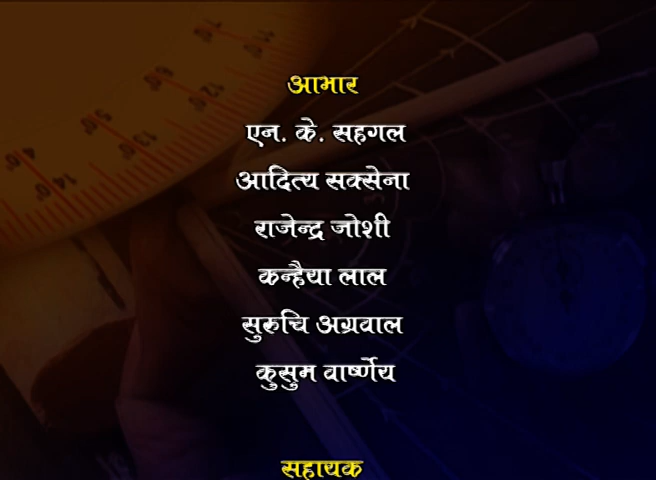 आभार
एन. के. सहगल
आदित्य सक्सेना
राजेन्द्र जोशी
कन्हैया लाल
सुरुचि अग्रवाल
कुसुम वार्ष्णेय
सहायक